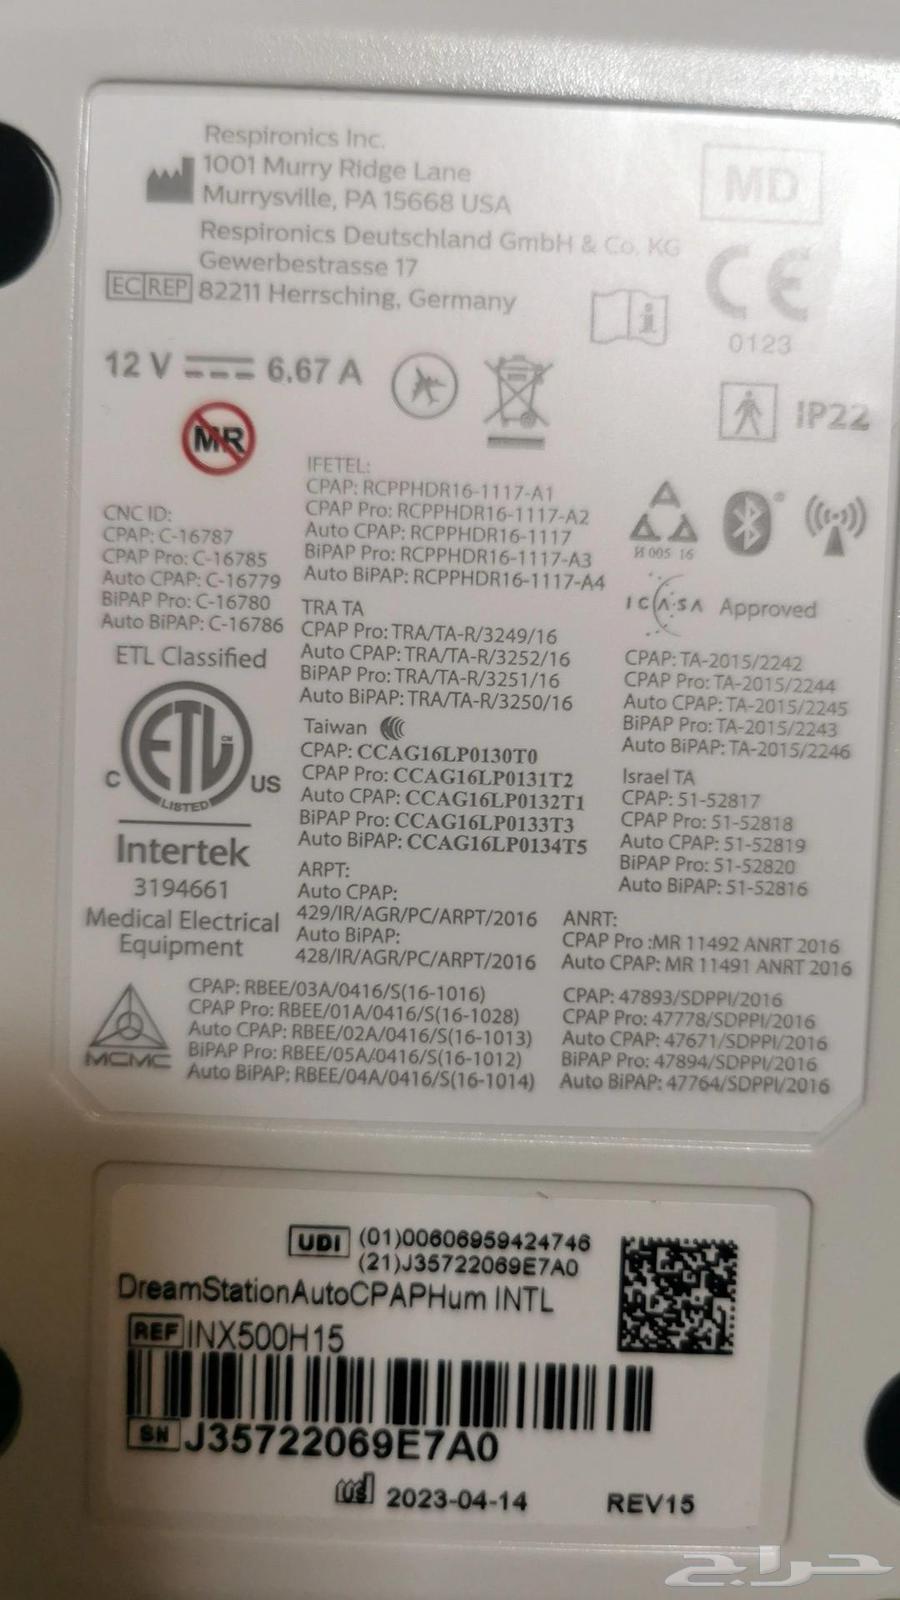 Respironics Inc.
1001 Murry Ridge Lane
Murrysville, PA 15668 USA
MD
Respironics Deutschland GmbH & Co. KG
Gewerbestrasse 17
EC REP 82211 Herrsching, Germany
CE
0123
12 V 6.67 A
IP22
MR
IFETEL:
CPAP: RCPPHDR16-1117-A1
CPAP Pro: RCPPHDR16-1117-A2
Auto CPAP: RCPPHDR16-1117
BiPAP Pro: RCPPHDR16-1117-A3
Auto BiPAP: RCPPHDR16-1117-A4
CNC ID:
CPAP: C-16787
CPAP Pro: C-16785
Auto CPAP: C-16779
BiPAP Pro: C-16780
Auto BiPAP: C-16786
И 005 16
TRA TA
CPAP Pro: TRA/TA-R/3249/16
Auto CPAP: TRA/TA-R/3252/16
BiPAP Pro: TRA/TA-R/3251/16
Auto BiPAP: TRA/TA-R/3250/16
ICASA Approved
CPAP: TA-2015/2242
CPAP Pro: TA-2015/2244
Auto CPAP: TA-2015/2245
BiPAP Pro: TA-2015/2243
Auto BiPAP: TA-2015/2246
ETL Classified
ETL CM
LISTED
C US
Intertek
3194661
Medical Electrical
Equipment
Taiwan
CPAP: CCAG16LP0130T0
CPAP Pro: CCAG16LP0131T2
Auto CPAP: CCAG16LP0132T1
BiPAP Pro: CCAG16LP0133T3
Auto BiPAP: CCAG16LP0134T5
Israel TA
CPAP: 51-52817
CPAP Pro: 51-52818
Auto CPAP: 51-52819
BiPAP Pro: 51-52820
Auto BiPAP: 51-52816
ARPT:
Auto CPAP:
429/IR/AGR/PC/ARPT/2016
Auto BiPAP:
428/IR/AGR/PC/ARPT/2016
ANRT:
CPAP Pro :MR 11492 ANRT 2016
Auto CPAP: MR 11491 ANRT 2016
MCMC
CPAP: RBEE/03A/0416/S(16-1016)
CPAP Pro: RBEE/01A/0416/S(16-1028)
Auto CPAP: RBEE/02A/0416/S(16-1013)
BiPAP Pro: RBEE/05A/0416/S(16-1012)
Auto BiPAP: RBEE/04A/0416/S(16-1014)
CPAP: 47893/SDPPI/2016
CPAP Pro: 47778/SDPPI/2016
Auto CPAP: 47671/SDPPI/2016
BiPAP Pro: 47894/SDPPI/2016
Auto BiPAP: 47764/SDPPI/2016
UDI (01)00606959424746
(21)J35722069E7A0
DreamStationAutoCPAPHum INTL
REF INX500H15
SN J35722069E7A0
US 2023-04-14 REV15
حراج